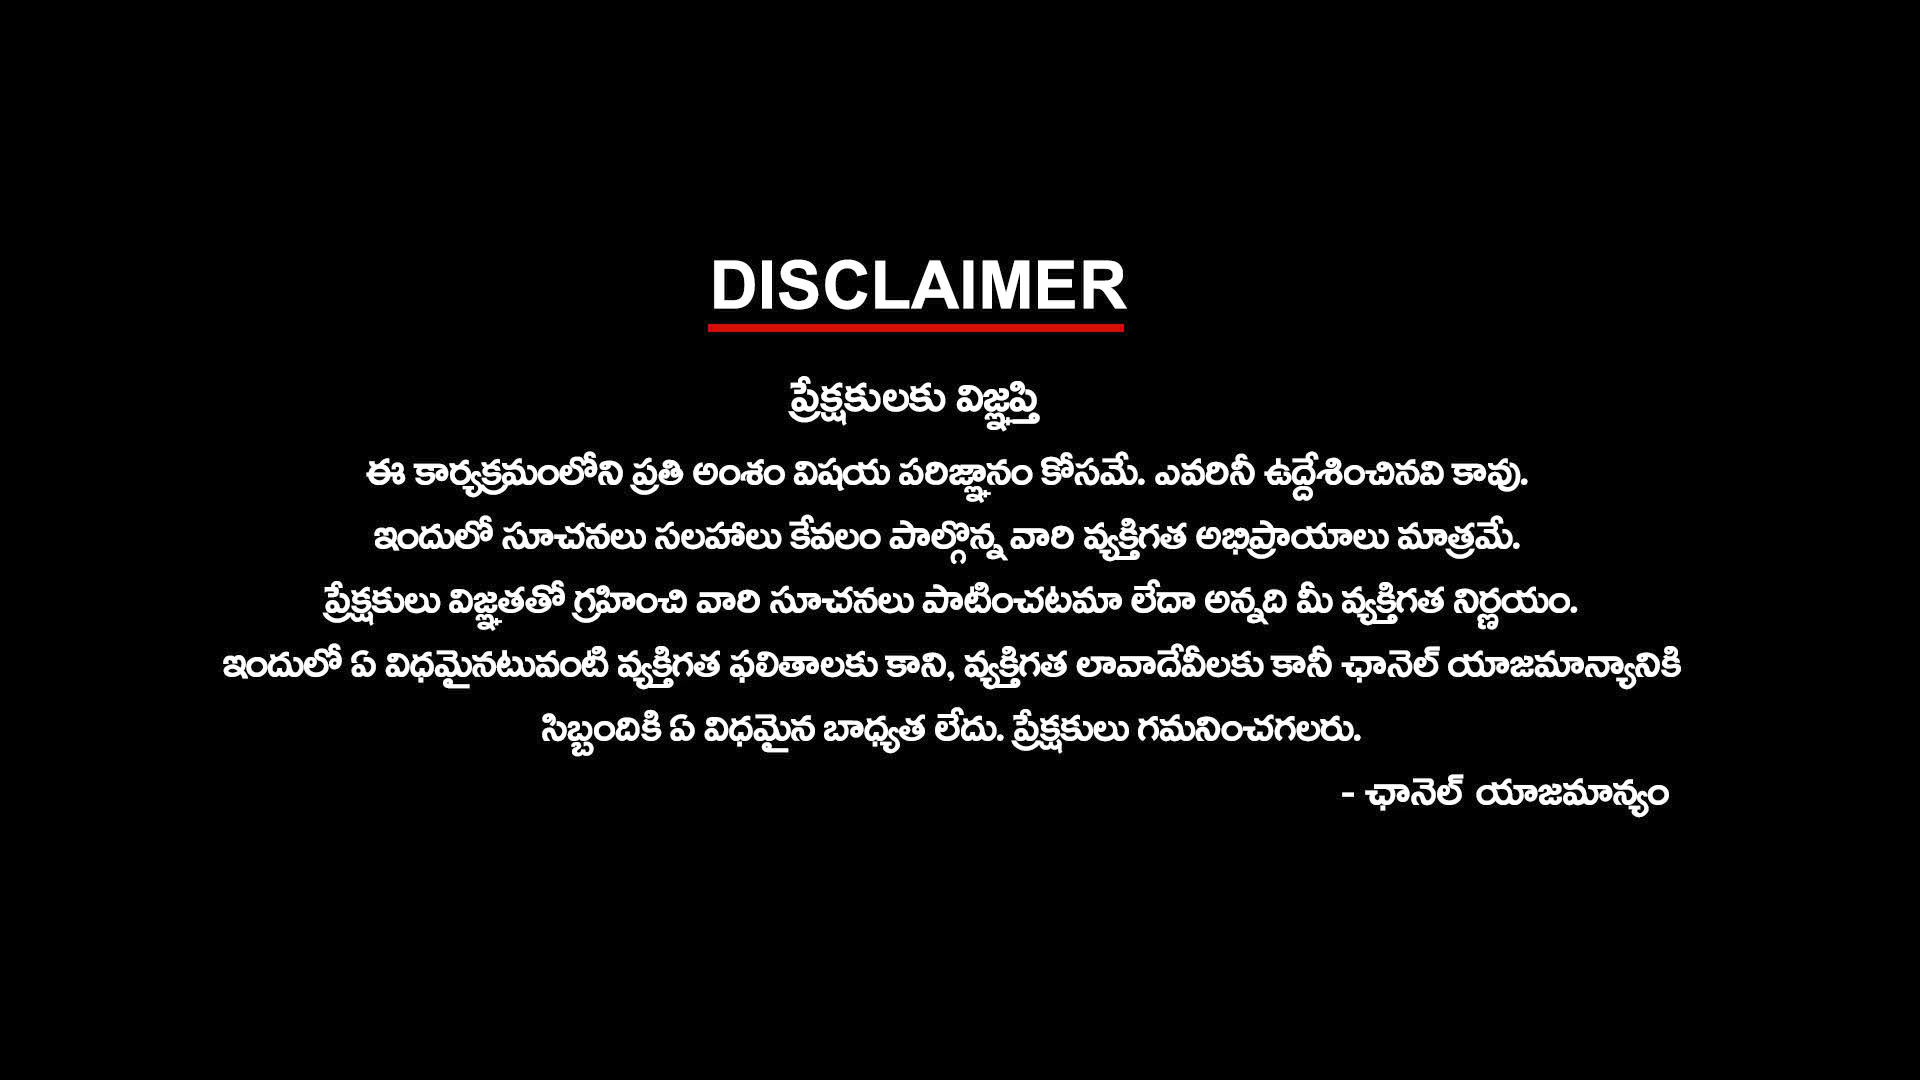 DISCLAIMER
ప్రేక్షకులకు విజ్ఞప్తి
ఈ కార్యక్రమంలోని ప్రతి అంశం విషయ పరిజ్ఞానం కోసమే. ఎవరినీ ఉద్దేశించినవి కావు.
ఇందులో సూచనలు సలహాలు కేవలం పాల్గొన్న వారి వ్యక్తిగత అభిప్రాయాలు మాత్రమే.
ప్రేక్షకులు విజ్ఞతతో గ్రహించి వారి సూచనలు పాటించటమా లేదా అన్నది మీ వ్యక్తిగత నిర్ణయం.
ఇందులో ఏ విధమైనటువంటి వ్యక్తిగత ఫలితాలకు కాని, వ్యక్తిగత లావాదేవీలకు కానీ ఛానెల్ యాజమాన్యానికి
సిబ్బందికి ఏ విధమైన బాధ్యత లేదు. ప్రేక్షకులు గమనించగలరు.
- ఛానెల్ యాజమాన్యం